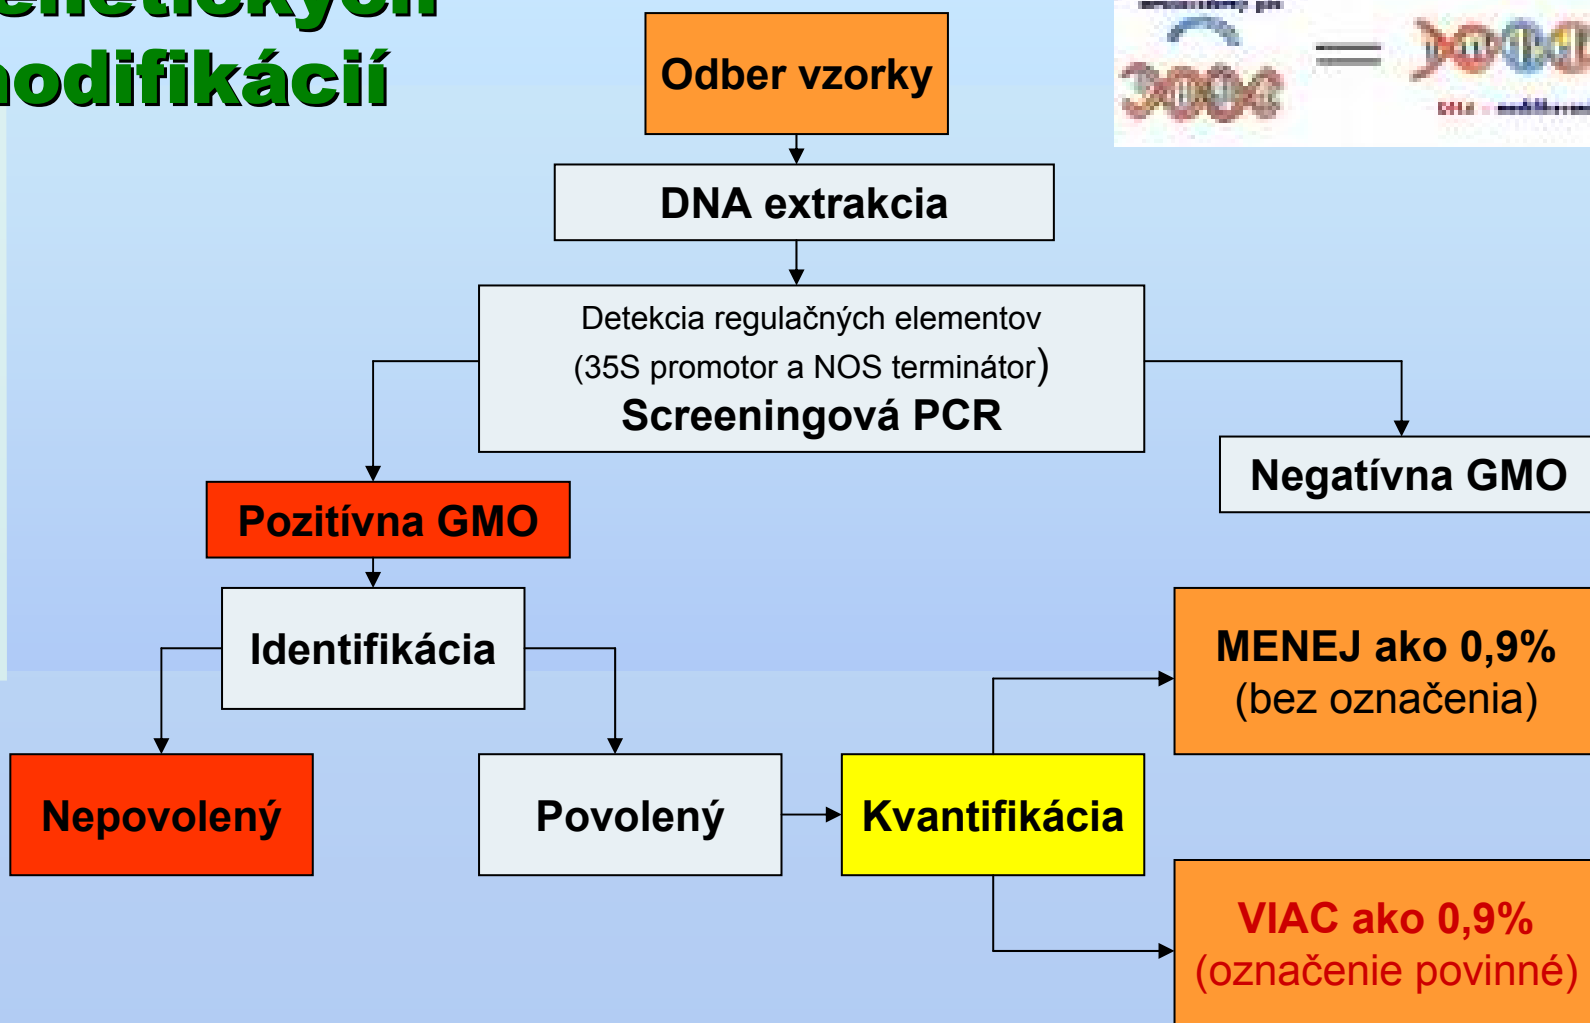 modifikácií
Odber vzorky
DNA extrakcia
Detekcia regulačných elementov
(35S promotor a NOS terminátor)
Screeningová PCR
Negatívna GMO
Pozitívna GMO
Identifikácia
MENEJ ako 0,9%
(bez označenia)
Nepovolený
Povolený
Kvantifikácia
VIAC ako 0,9%
(označenie povinné)